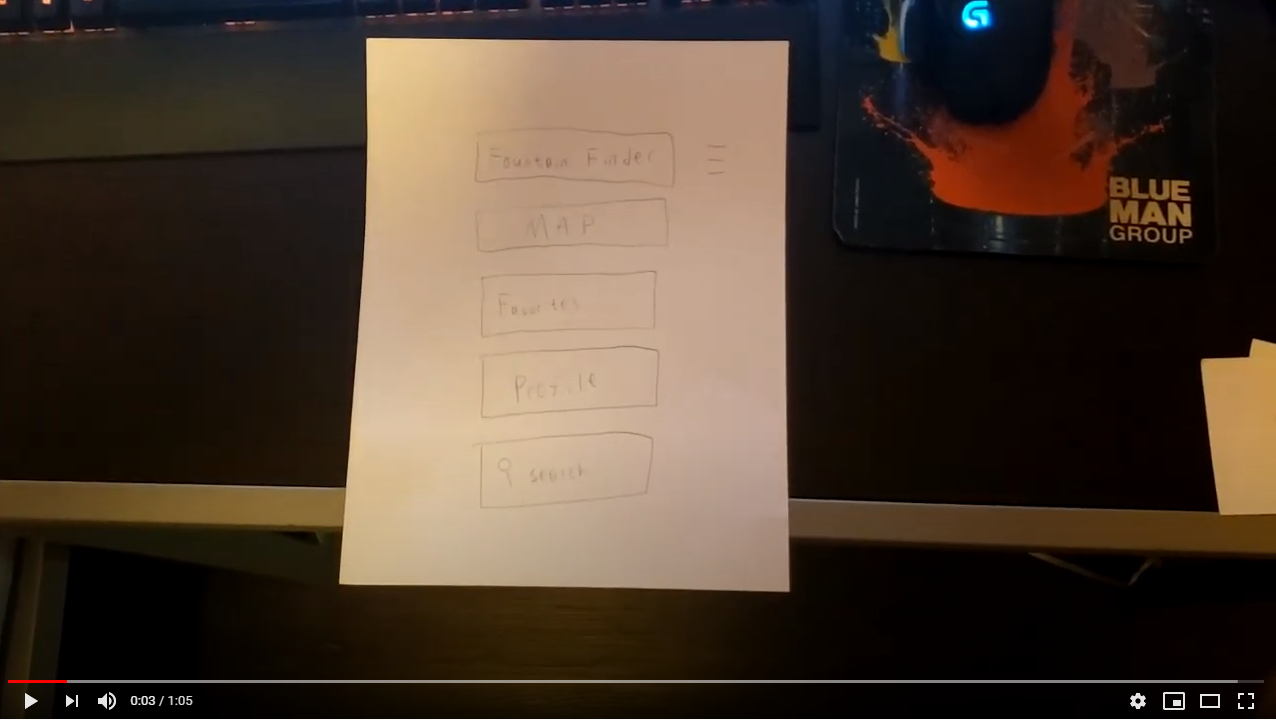 Fountain Finder
MAP
Favorites
Profile
search
BLUE
MAN
GROUP
0:03 / 1:05